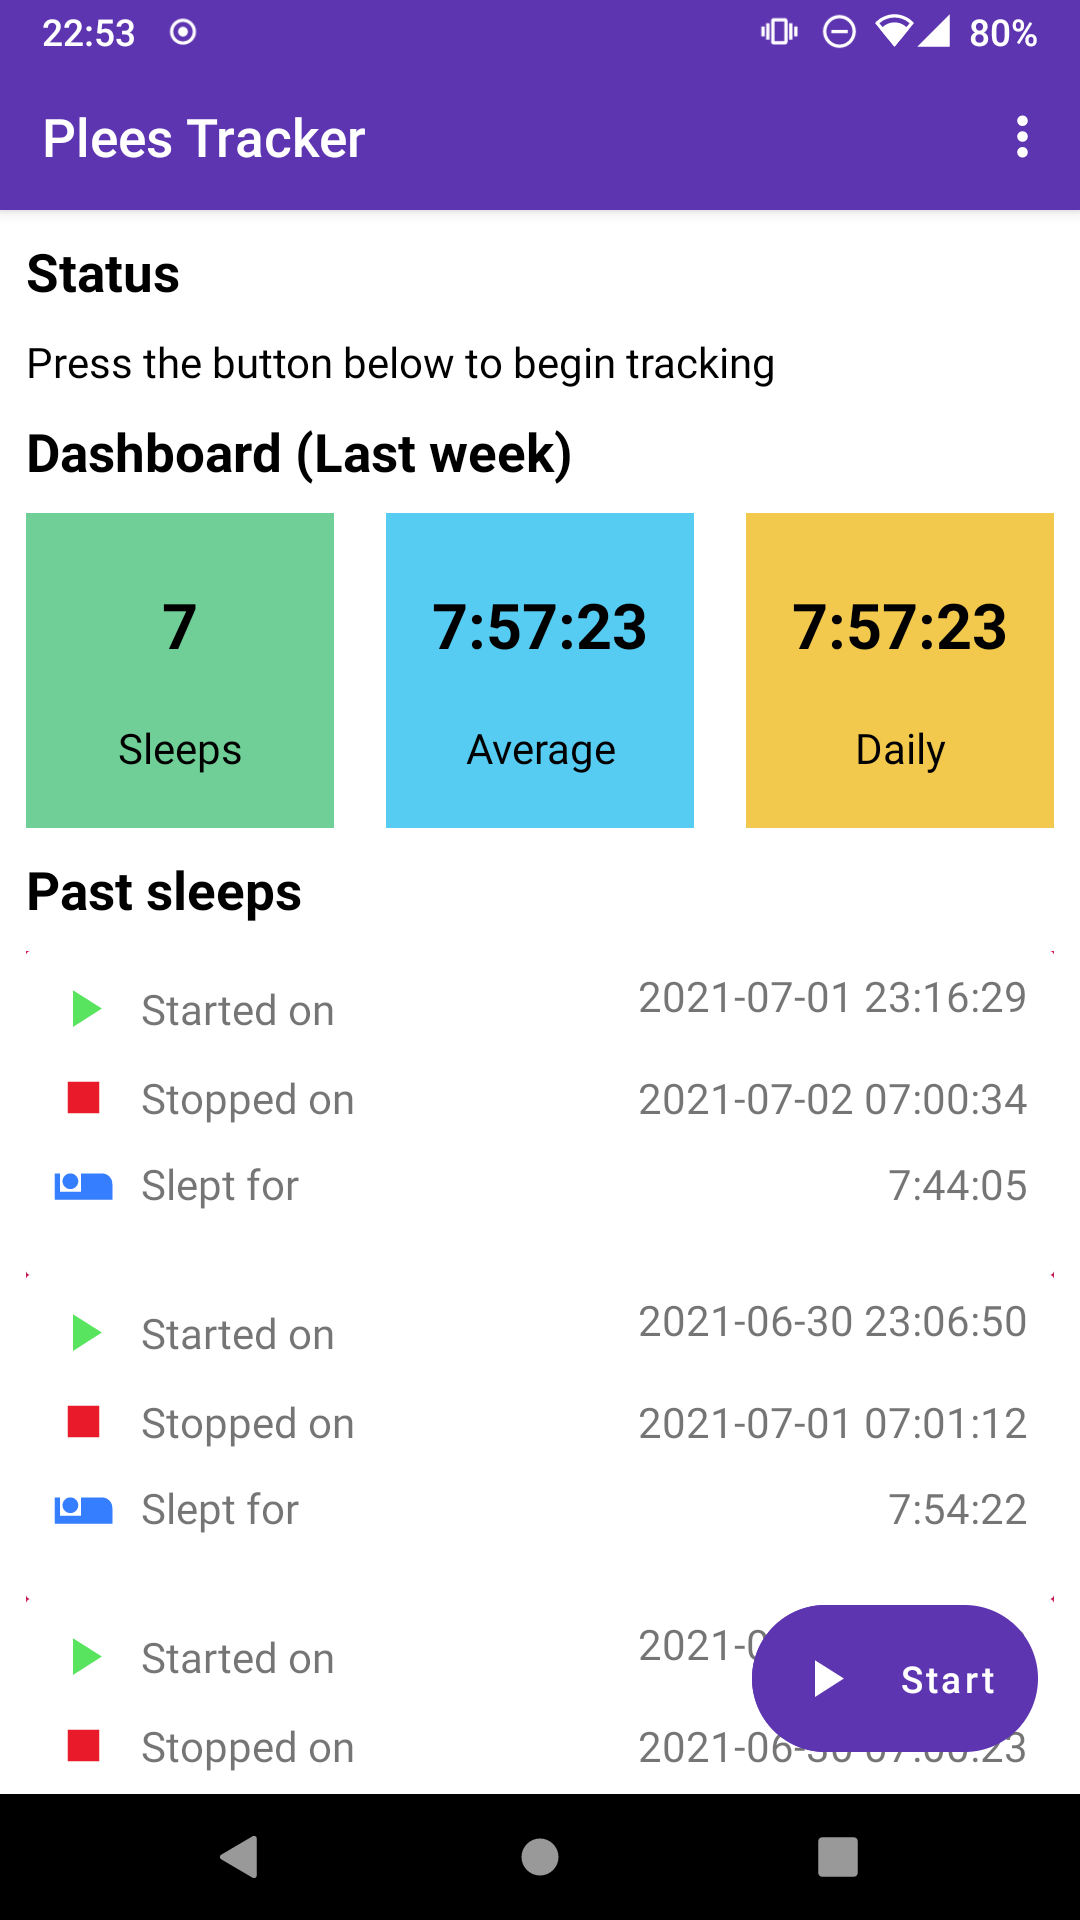 22:53 80%
Plees Tracker
Status
Press the button below to begin tracking
Dashboard (Last week)
7 7:57:23 7:57:23
Sleeps Average Daily
Past sleeps
Started on 2021-07-01 23:16:29
Stopped on 2021-07-02 07:00:34
Slept for 7:44:05
Started on 2021-06-30 23:06:50
Stopped on 2021-07-01 07:01:12
Slept for 7:54:22
Started on 2021-0
Start
Stopped on 2021-06-30 07:00:23